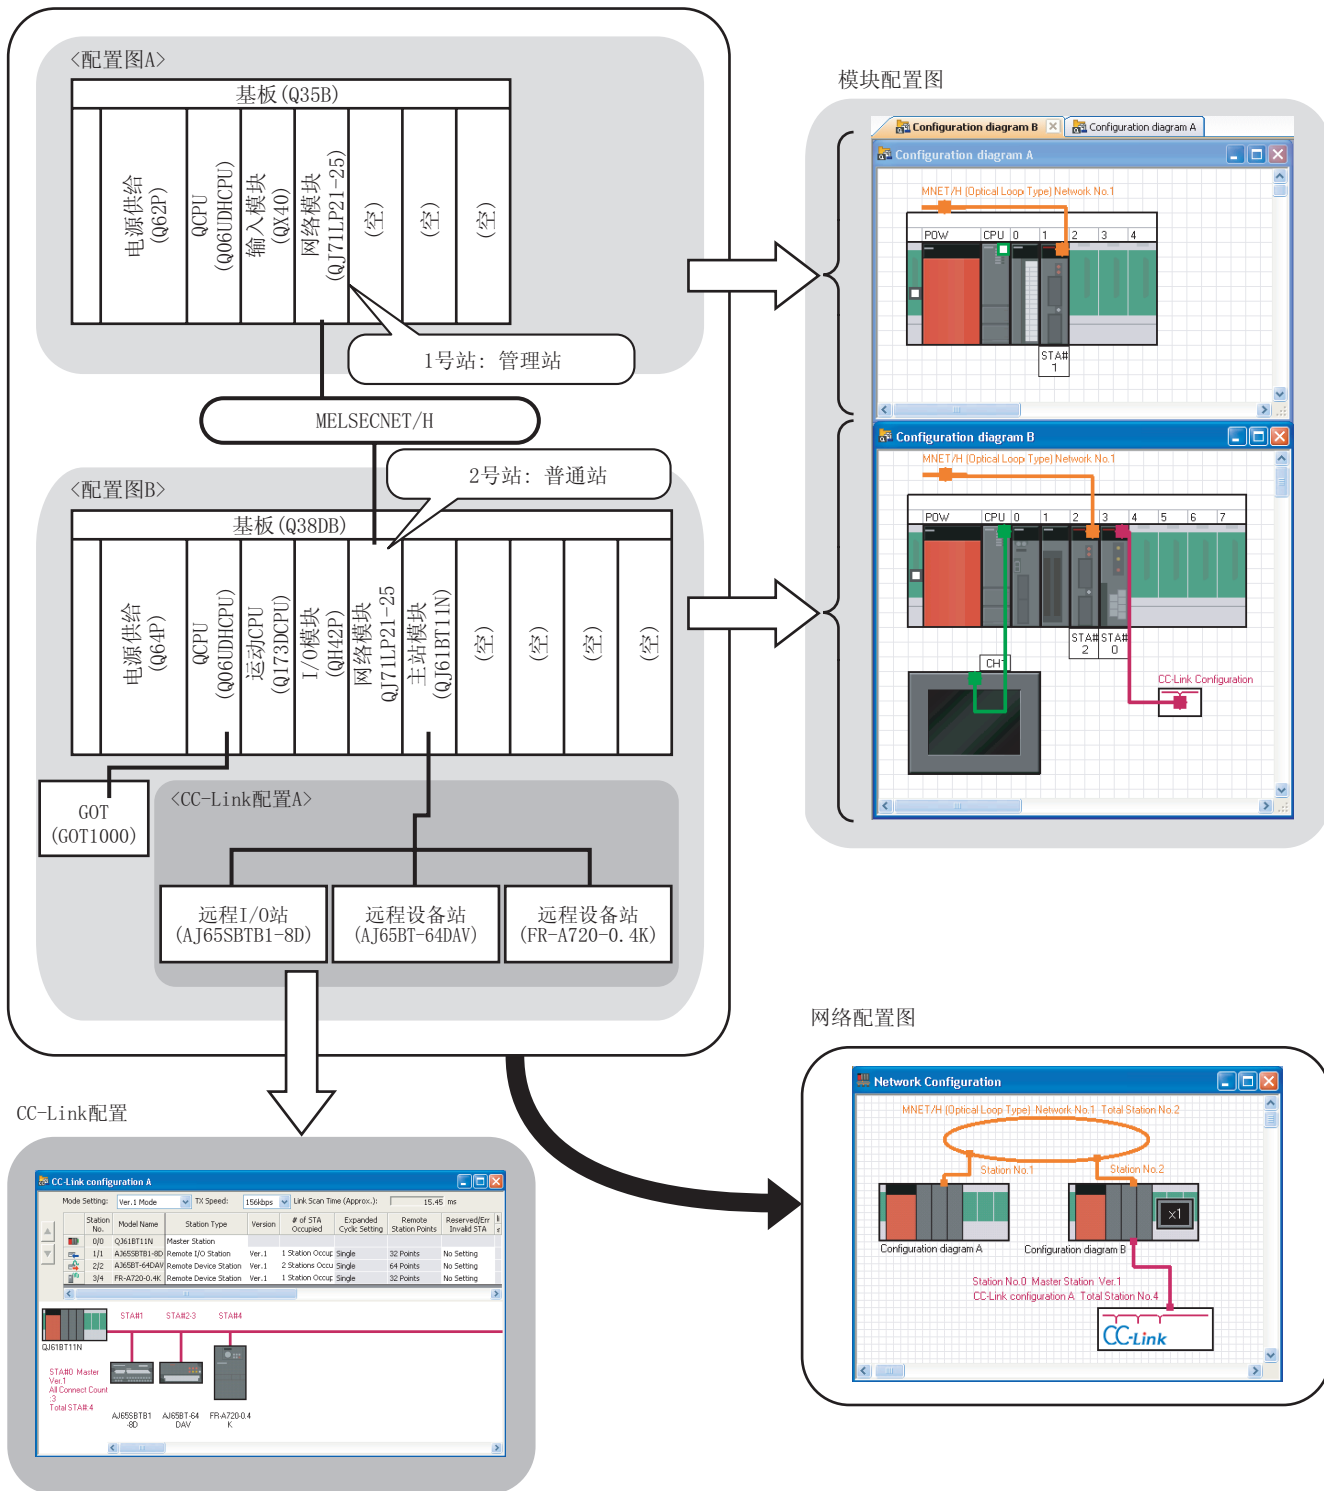 <配置图A>
基板(Q35B)
电源供给
(Q62P)
QCPU
(Q06UDHCPU)
输入模块
(QX40)
网络模块
(QJ71LP21-25)
(空)
(空)
(空)
1号站: 管理站
MELSECNET/H
<配置图B>
2号站: 普通站
基板(Q38DB)
电源供给
(Q64P)
QCPU
(Q06UDHCPU)
运动CPU
(Q173DCPU)
I/O模块
(QH42P)
网络模块
QJ71LP21-25
主站模块
(QJ61BT11N)
(空)
(空)
(空)
(空)
GOT
(GOT1000)
<CC-Link配置A>
远程I/O站
(AJ65SBTB1-8D)
远程设备站
(AJ65BT-64DAV)
远程设备站
(FR-A720-0.4K)
模块配置图
Configuration diagram B
Configuration diagram A
Configuration diagram A
MNET/H (Optical Loop Type) Network No.1
POW CPU 0 1 2 3 4
STA#
1
Configuration diagram B
MNET/H (Optical Loop Type) Network No.1
POW CPU 0 1 2 3 4 5 6 7
STA# STA#
2 0
CH1
CC-Link Configuration
网络配置图
Network Configuration
MNET/H (Optical Loop Type) Network No.1 Total Station No.2
Station No.1
Station No.2
x1
Configuration diagram A
Configuration diagram B
Station No.0 Master Station Ver.1
CC-Link configuration A Total Station No.4
CC-Link
CC-Link配置
CC-Link configuration A
Mode Setting: Ver.1 Mode TX Speed: 156kbps Link Scan Time (Approx.): 15.45 ms
Station No. Model Name Station Type Version # of STA Occupied Expanded Cyclic Setting Remote Station Points Reserved/Err Invalid STA
0/0 QJ61BT11N Master Station
1/1 AJ65SBTB1-8D Remote I/O Station Ver.1 1 Station Occup Single 32 Points No Setting
2/2 AJ65BT-64DAV Remote Device Station Ver.1 2 Stations Occu Single 64 Points No Setting
3/4 FR-A720-0.4K Remote Device Station Ver.1 1 Station Occup Single 32 Points No Setting
STA#1 STA#2-3 STA#4
QJ61BT11N
STA#0 Master
Ver.1
All Connect Count
:3
Total STA#:4
AJ65SBTB1
-8D
AJ65BT-64
DAV
FR-A720-0.4
K